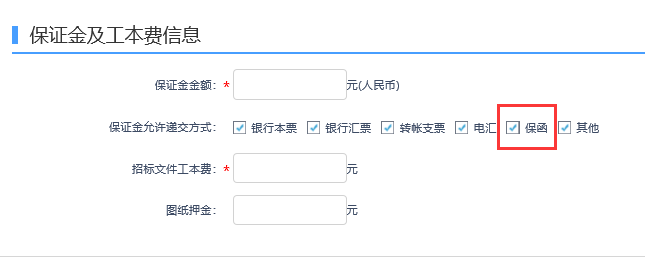 保证金及工本费信息
保证金金额： * 元(人民币)
保证金允许递交方式： 银行本票 银行汇票 转帐支票 电汇 保函 其他
招标文件工本费： * 元
图纸押金： 元